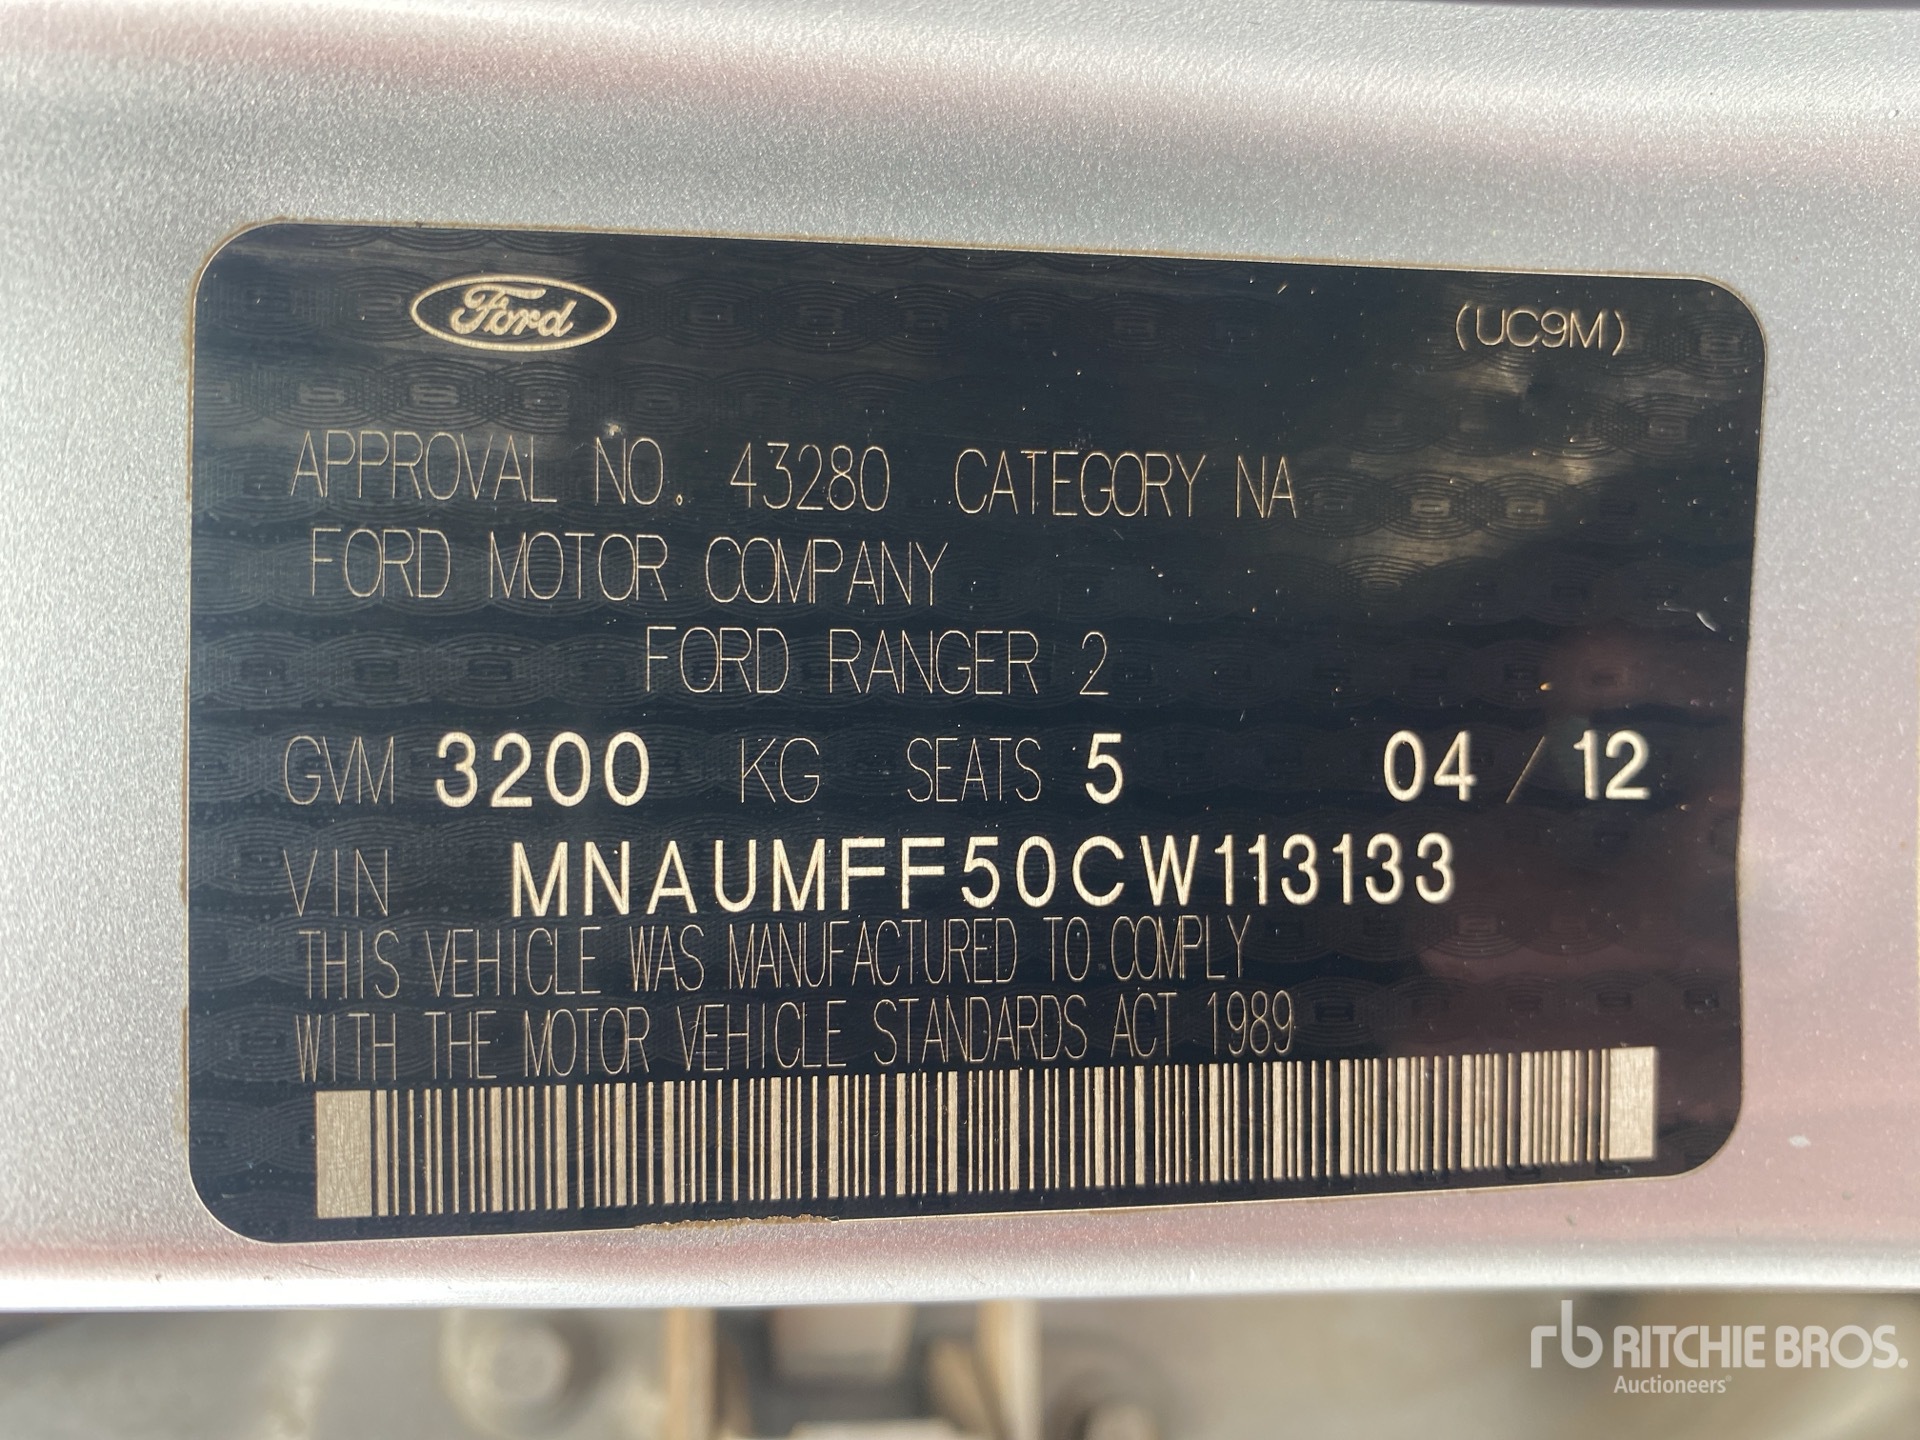 Ford
(UC9M)
APPROVAL NO. 43280 CATEGORY NA
FORD MOTOR COMPANY
FORD RANGER 2
GVM 3200 KG SEATS 5 04 / 12
VIN MNAUMFF50CW113133
THIS VEHICLE WAS MANUFACTURED TO COMPLY
WITH THE MOTOR VEHICLE STANDARDS ACT 1989
rb RITCHIE BROS.
Auctioneers